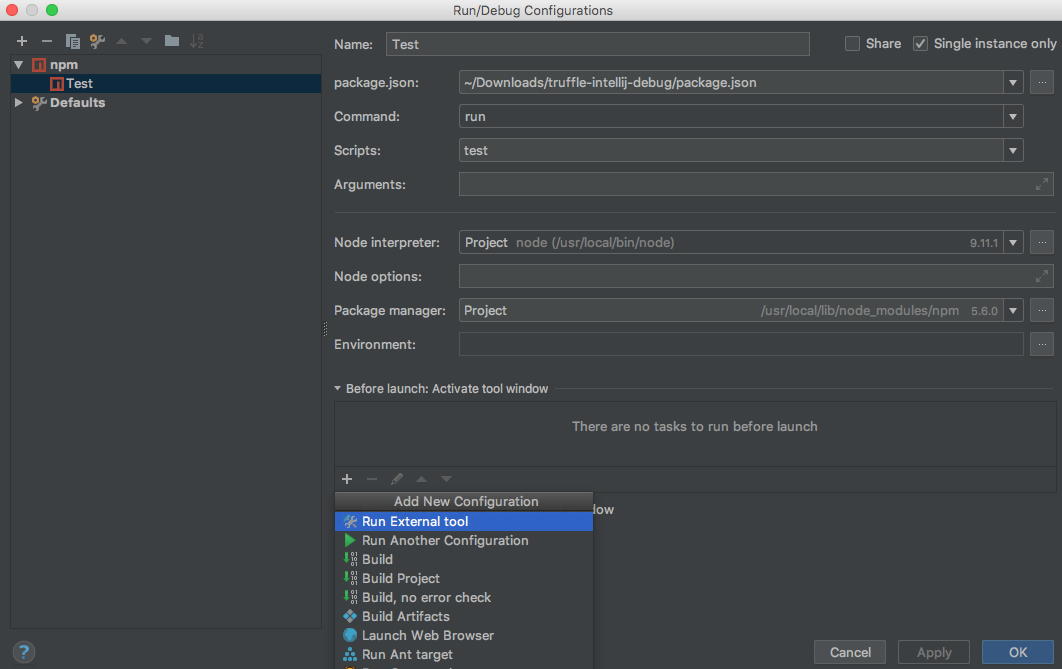 Run/Debug Configurations
npm
Test
Defaults
Name: Test Share Single instance only
package.json: ~/Downloads/truffle-intellij-debug/package.json ...
Command: run
Scripts: test
Arguments:
Node interpreter: Project node (/usr/local/bin/node) 9.11.1 ...
Node options:
Package manager: Project /usr/local/lib/node_modules/npm 5.6.0 ...
Environment: ...
Before launch: Activate tool window
There are no tasks to run before launch
Add New Configuration
Run External tool
Run Another Configuration
Build
Build Project
Build, no error check
Build Artifacts
Launch Web Browser
Run Ant target
? Cancel Apply OK